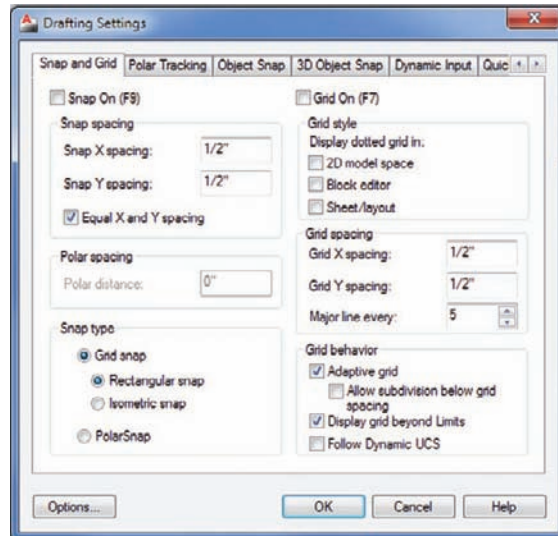 Drafting Settings
Snap and Grid Polar Tracking Object Snap 3D Object Snap Dynamic Input Quic
Snap On (F9)
Snap spacing
Snap X spacing: 1/2"
Snap Y spacing: 1/2"
Equal X and Y spacing
Polar spacing
Polar distance: 0"
Snap type
Grid snap
Rectangular snap
Isometric snap
PolarSnap
Grid On (F7)
Grid style
Display dotted grid in:
2D model space
Block editor
Sheet/layout
Grid spacing
Grid X spacing: 1/2"
Grid Y spacing: 1/2"
Major line every: 5
Grid behavior
Adaptive grid
Allow subdivision below grid
spacing
Display grid beyond Limits
Follow Dynamic UCS
Options... OK Cancel Help